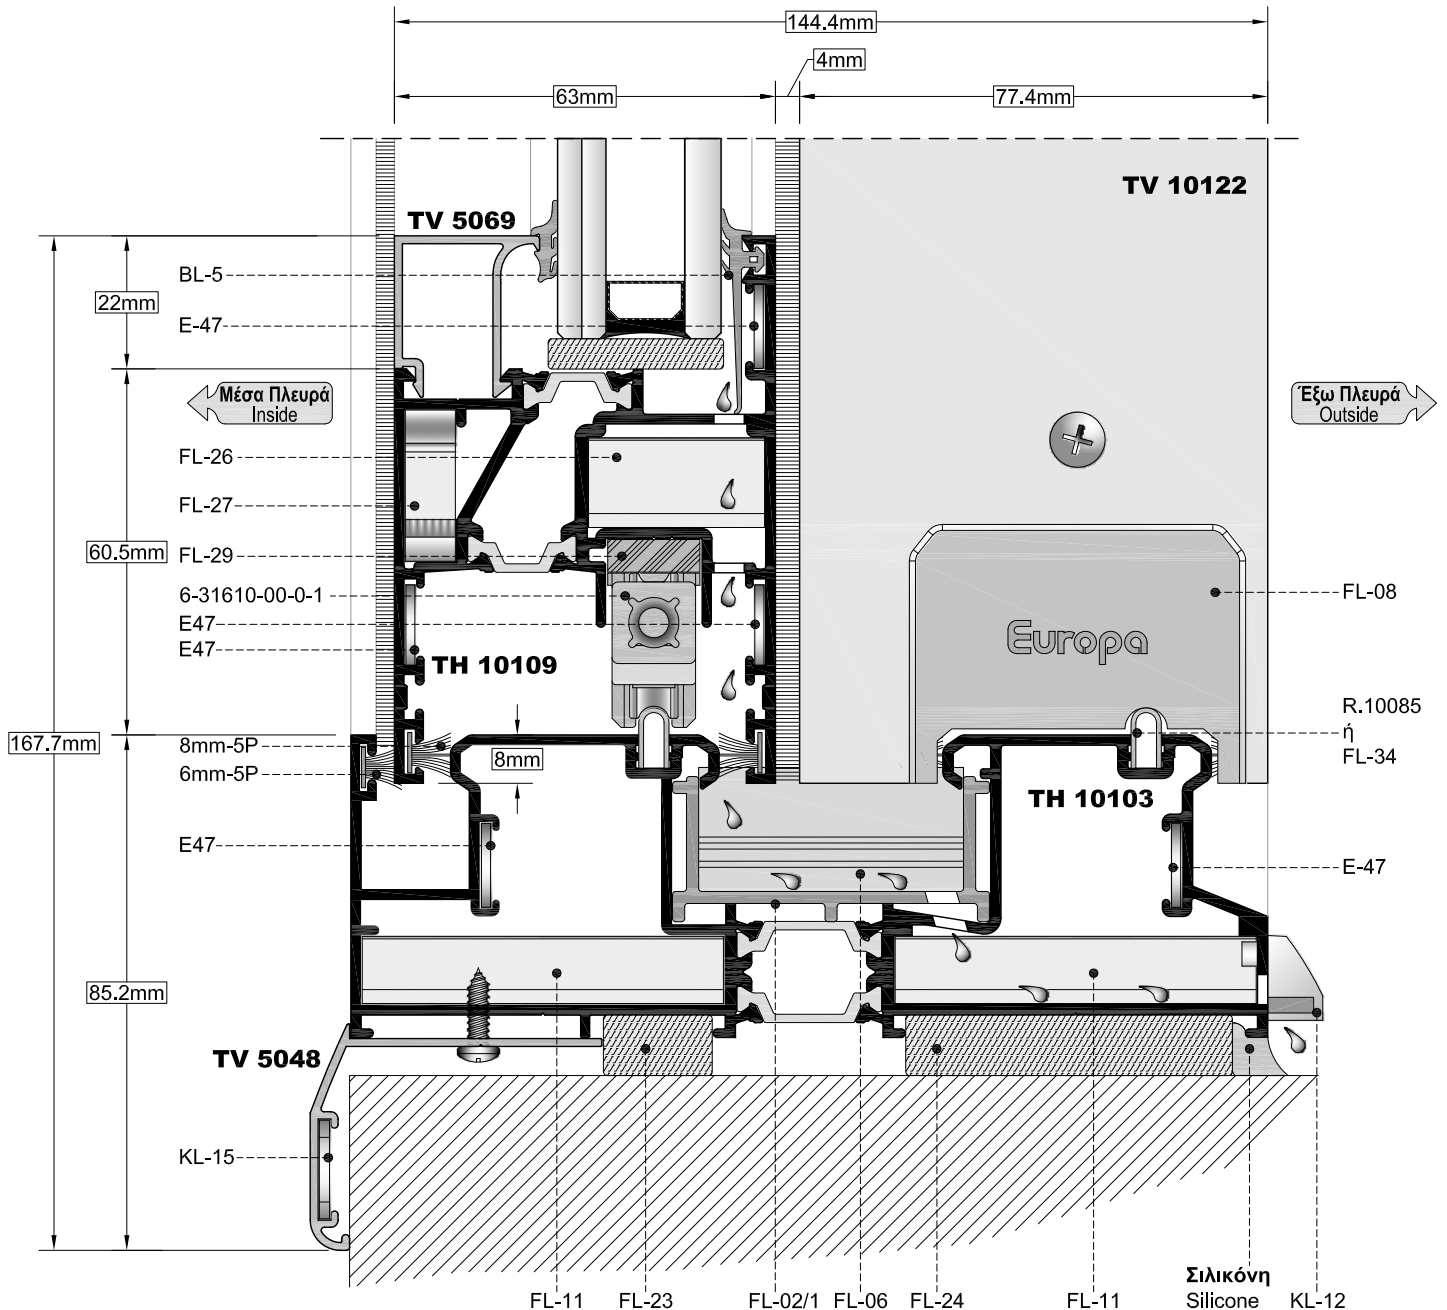 144.4mm
4mm
63mm
77.4mm
TV 10122
TV 5069
BL-5
22mm
E-47
Μέσα Πλευρά
Inside
Έξω Πλευρά
Outside
FL-26
FL-27
60.5mm
FL-29
6-31610-00-0-1
FL-08
E47
Europa
E47
TH 10109
R.10085
ή
FL-34
167.7mm
8mm-5P
8mm
6mm-5P
TH 10103
E47
E-47
85.2mm
TV 5048
KL-15
Σιλικόνη
FL-11 FL-23 FL-02/1 FL-06 FL-24 FL-11 Silicone KL-12